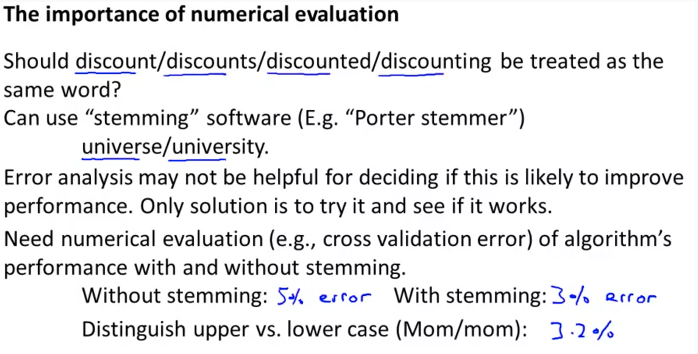 The importance of numerical evaluation
Should discount/discounts/discounted/discounting be treated as the
same word?
Can use “stemming” software (E.g. “Porter stemmer”)
universe/university.
Error analysis may not be helpful for deciding if this is likely to improve
performance. Only solution is to try it and see if it works.
Need numerical evaluation (e.g., cross validation error) of algorithm’s
performance with and without stemming.
Without stemming: 5% error With stemming: 3% error
Distinguish upper vs. lower case (Mom/mom): 3.2%